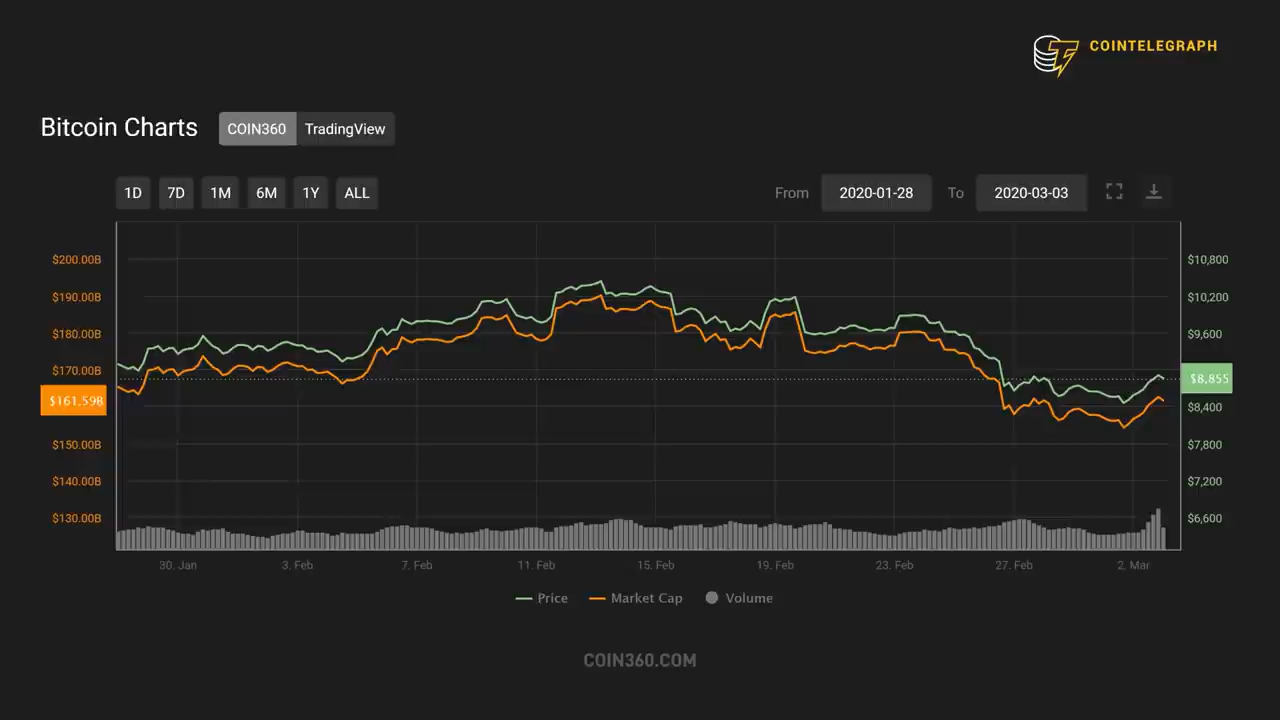 COINTELEGRAPH
Bitcoin Charts COIN360 TradingView
1D 7D 1M 6M 1Y ALL From 2020-01-28 To 2020-03-03
$200.00B $10,800
$190.00B $10,200
$180.00B $9,600
$170.00B $8,855
$161.59B $8,400
$150.00B $7,800
$140.00B $7,200
$130.00B $6,600
30. Jan 3. Feb 7. Feb 11. Feb 15. Feb 19. Feb 23. Feb 27. Feb 2. Mar
Price Market Cap Volume
COIN360.COM